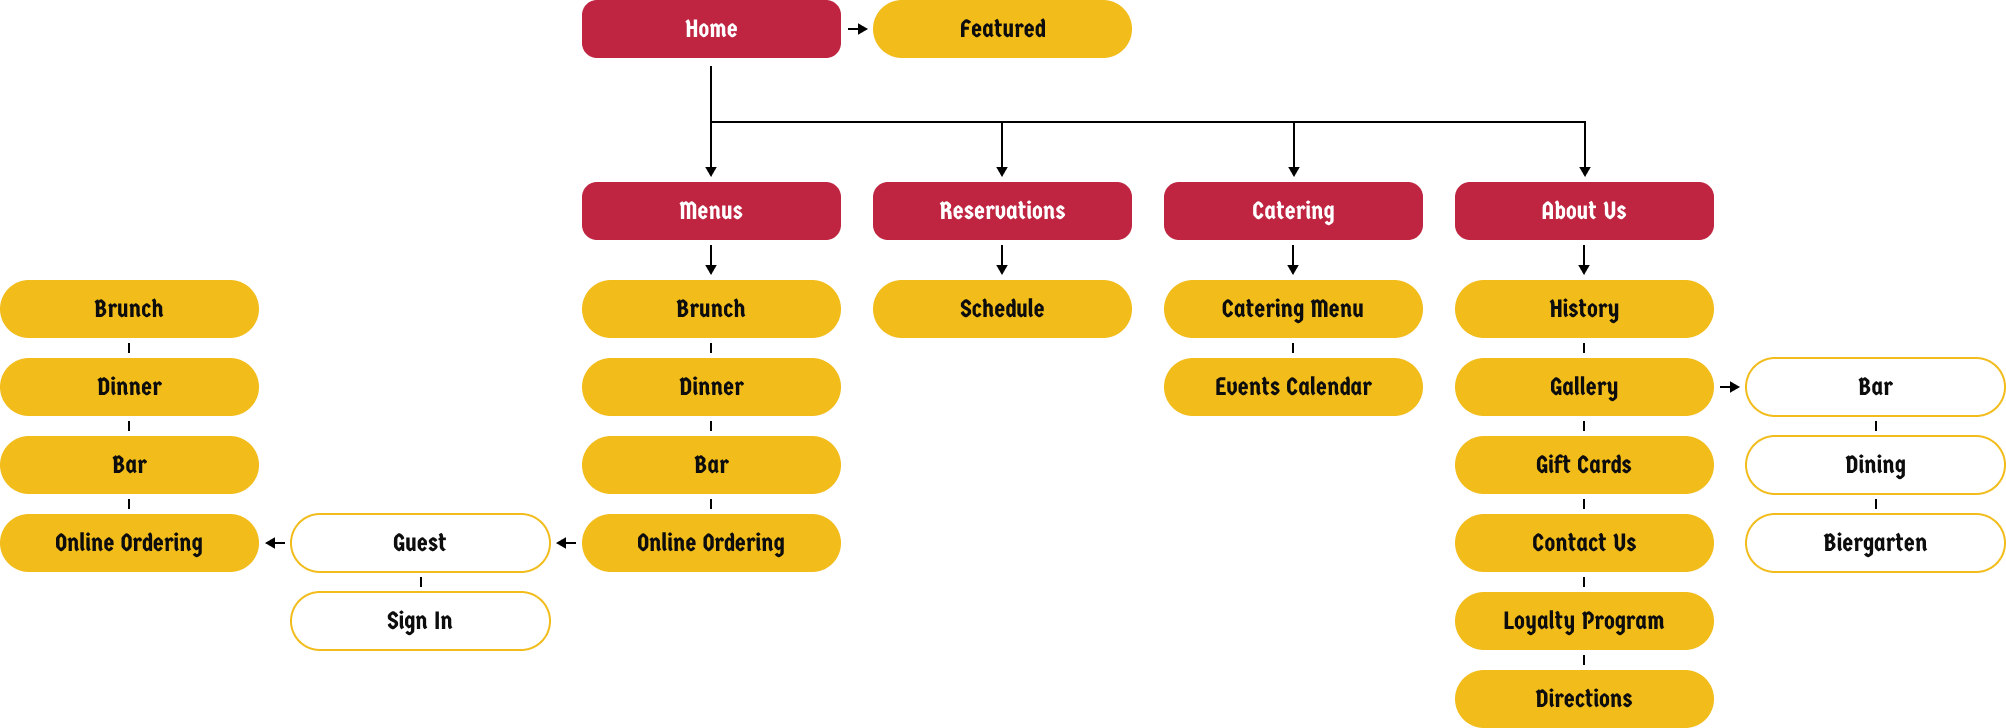 Home
Featured
Menus
Reservations
Catering
About Us
Brunch
Brunch
Schedule
Catering Menu
History
Dinner
Dinner
Events Calendar
Gallery
Bar
Bar
Bar
Gift Cards
Dining
Online Ordering
Guest
Online Ordering
Contact Us
Biergarten
Sign In
Loyalty Program
Directions